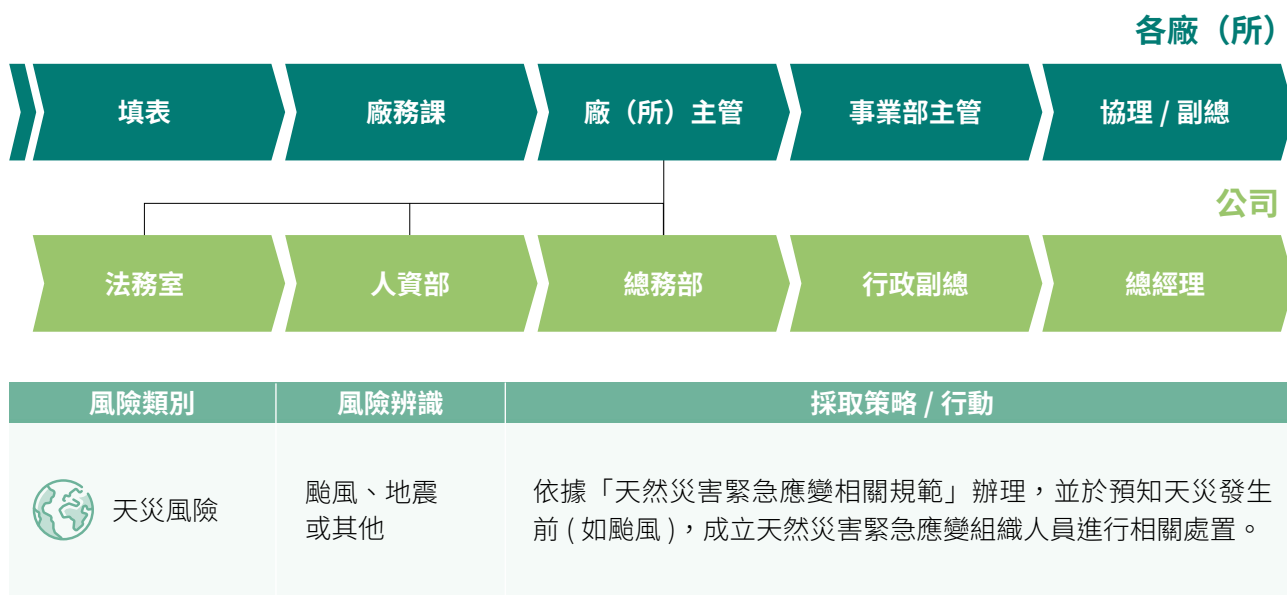 各廠（所）
填表
廠務課
廠（所）主管
事業部主管
協理 / 副總
公司
法務室
人資部
總務部
行政副總
總經理
風險類別
風險辨識
採取策略 / 行動
天災風險
颱風、地震
或其他
依據「天然災害緊急應變相關規範」辦理，並於預知天災發生
前 ( 如颱風 )，成立天然災害緊急應變組織人員進行相關處置。